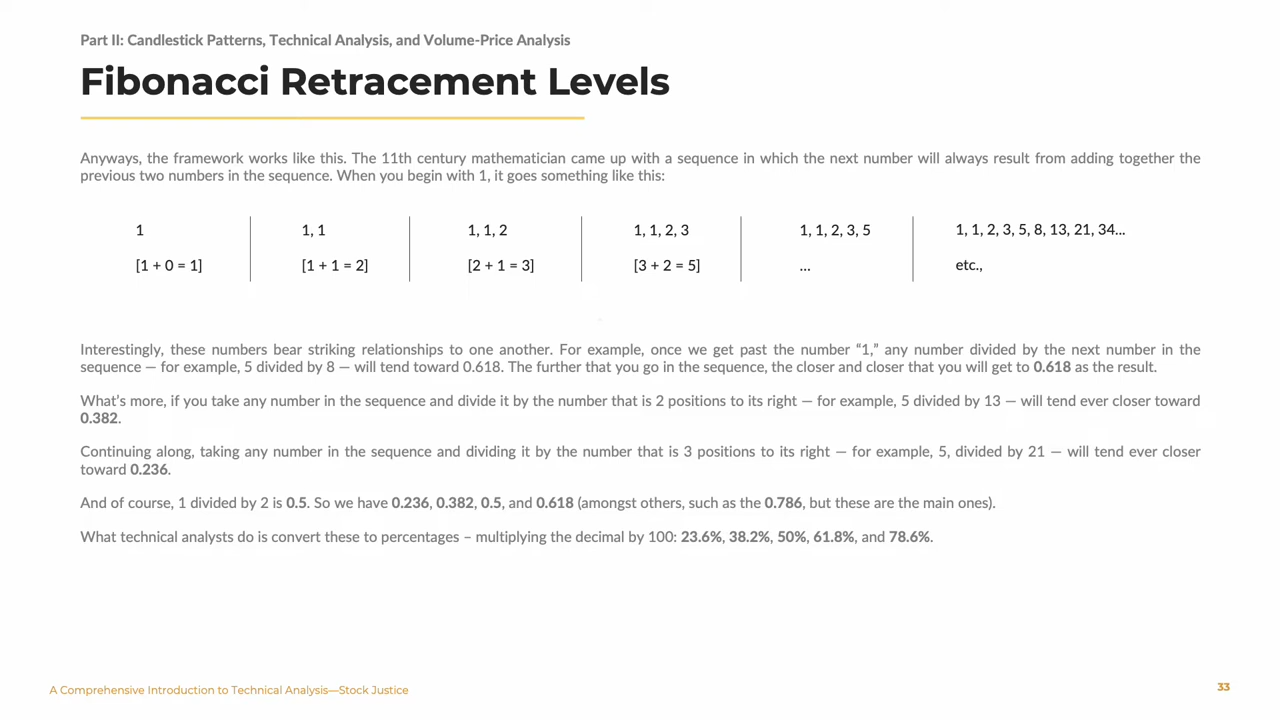 Part II: Candlestick Patterns, Technical Analysis, and Volume-Price Analysis
Fibonacci Retracement Levels
Anyways, the framework works like this. The 11th century mathematician came up with a sequence in which the next number will always result from adding together the
previous two numbers in the sequence. When you begin with 1, it goes something like this:
1
[1 + 0 = 1]
1, 1
[1 + 1 = 2]
1, 1, 2
[2 + 1 = 3]
1, 1, 2, 3
[3 + 2 = 5]
1, 1, 2, 3, 5
...
1, 1, 2, 3, 5, 8, 13, 21, 34...
etc.,
Interestingly, these numbers bear striking relationships to one another. For example, once we get past the number “1,” any number divided by the next number in the
sequence — for example, 5 divided by 8 — will tend toward 0.618. The further that you go in the sequence, the closer and closer that you will get to 0.618 as the result.
What’s more, if you take any number in the sequence and divide it by the number that is 2 positions to its right — for example, 5 divided by 13 — will tend ever closer toward
0.382.
Continuing along, taking any number in the sequence and dividing it by the number that is 3 positions to its right — for example, 5, divided by 21 — will tend ever closer
toward 0.236.
And of course, 1 divided by 2 is 0.5. So we have 0.236, 0.382, 0.5, and 0.618 (amongst others, such as the 0.786, but these are the main ones).
What technical analysts do is convert these to percentages – multiplying the decimal by 100: 23.6%, 38.2%, 50%, 61.8%, and 78.6%.
A Comprehensive Introduction to Technical Analysis—Stock Justice
33